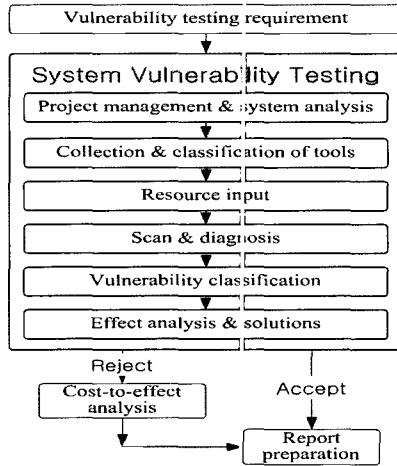 Vulnerability testing requirement
System Vulnerability Testing
Project management & system analysis
Collection & classification of tools
Resource input
Scan & diagnosis
Vulnerability classification
Effect analysis & solutions
Reject
Accept
Cost-to-effect
analysis
Report
preparation